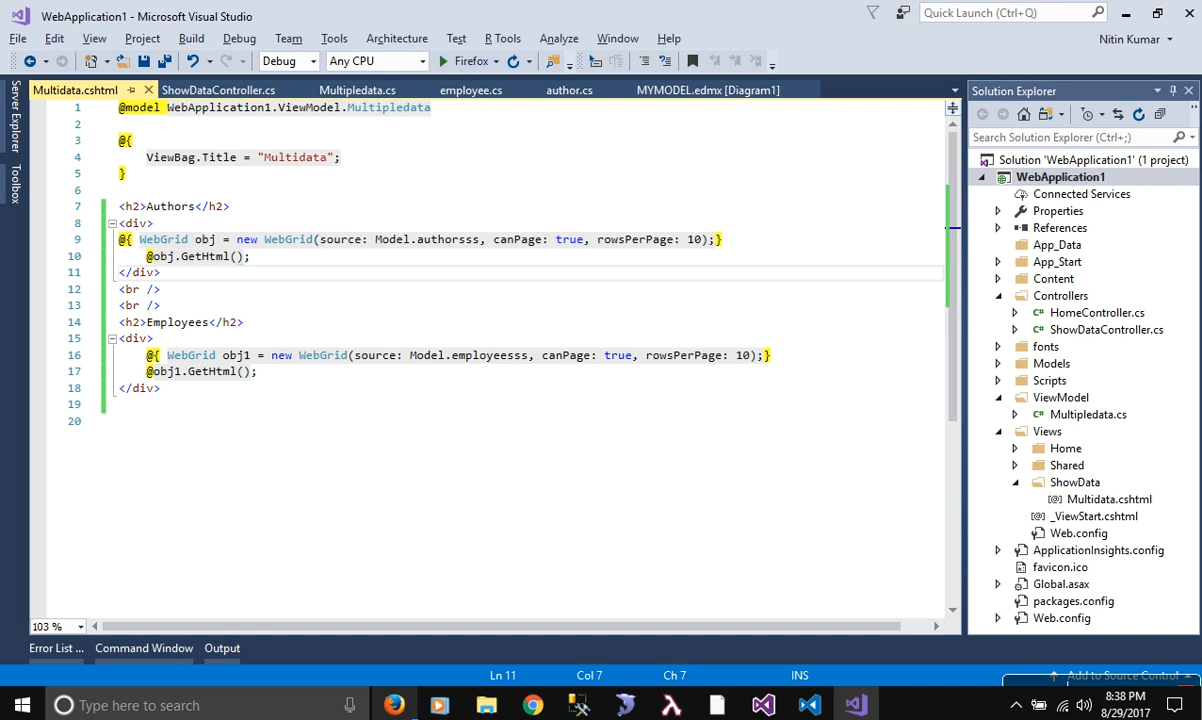 WebApplication1 - Microsoft Visual Studio
Quick Launch (Ctrl+Q)
File Edit View Project Build Debug Team Tools Architecture Test R Tools Analyze Window Help
Nitin Kumar
Debug Any CPU Firefox
Server Explorer
Toolbox
Multidata.cshtml ShowDataController.cs Multipledata.cs employee.cs author.cs MYMODEL.edmx [Diagram1]
1 @model WebApplication1.ViewModel.Multipledata
2
3 @{
4 ViewBag.Title = "Multidata";
5 }
6
7 <h2>Authors</h2>
8 <div>
9 @{ WebGrid obj = new WebGrid(source: Model.authorsss, canPage: true, rowsPerPage: 10);}
10 @obj.GetHtml();
11 </div>
12 <br />
13 <br />
14 <h2>Employees</h2>
15 <div>
16 @{ WebGrid obj1 = new WebGrid(source: Model.employeesss, canPage: true, rowsPerPage: 10);}
17 @obj1.GetHtml();
18 </div>
19
20
103 %
Error List ... Command Window Output
Solution Explorer
Search Solution Explorer (Ctrl+;)
Solution 'WebApplication1' (1 project)
WebApplication1
Connected Services
Properties
References
App_Data
App_Start
Content
Controllers
C# HomeController.cs
C# ShowDataController.cs
fonts
Models
Scripts
ViewModel
C# Multipledata.cs
Views
Home
Shared
ShowData
[@] Multidata.cshtml
[@] _ViewStart.cshtml
Web.config
ApplicationInsights.config
favicon.ico
Global.asax
packages.config
Web.config
Ln 11 Col 7 Ch 7 INS Add to Source Control
Type here to search
8:38 PM
8/29/2017